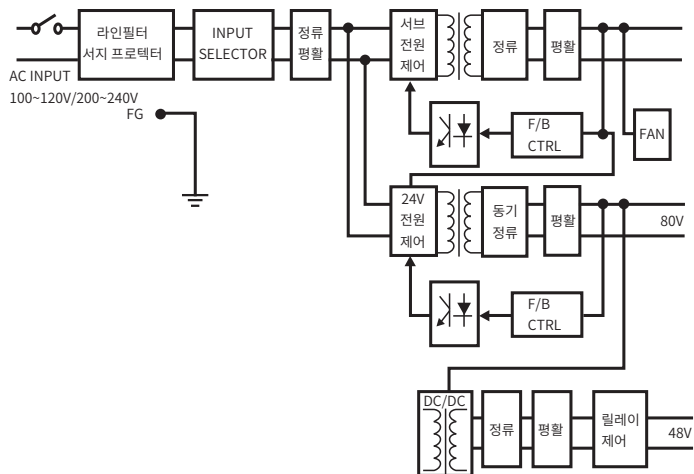 라인필터
서지 프로텍터
INPUT
SELECTOR
정류
평활
서브
전원
제어
정류
평활
AC INPUT
100~120V/200~240V
FG
F/B
CTRL
FAN
24V
전원
제어
동기
정류
평활
80V
F/B
CTRL
DC/DC
정류
평활
릴레이
제어
48V